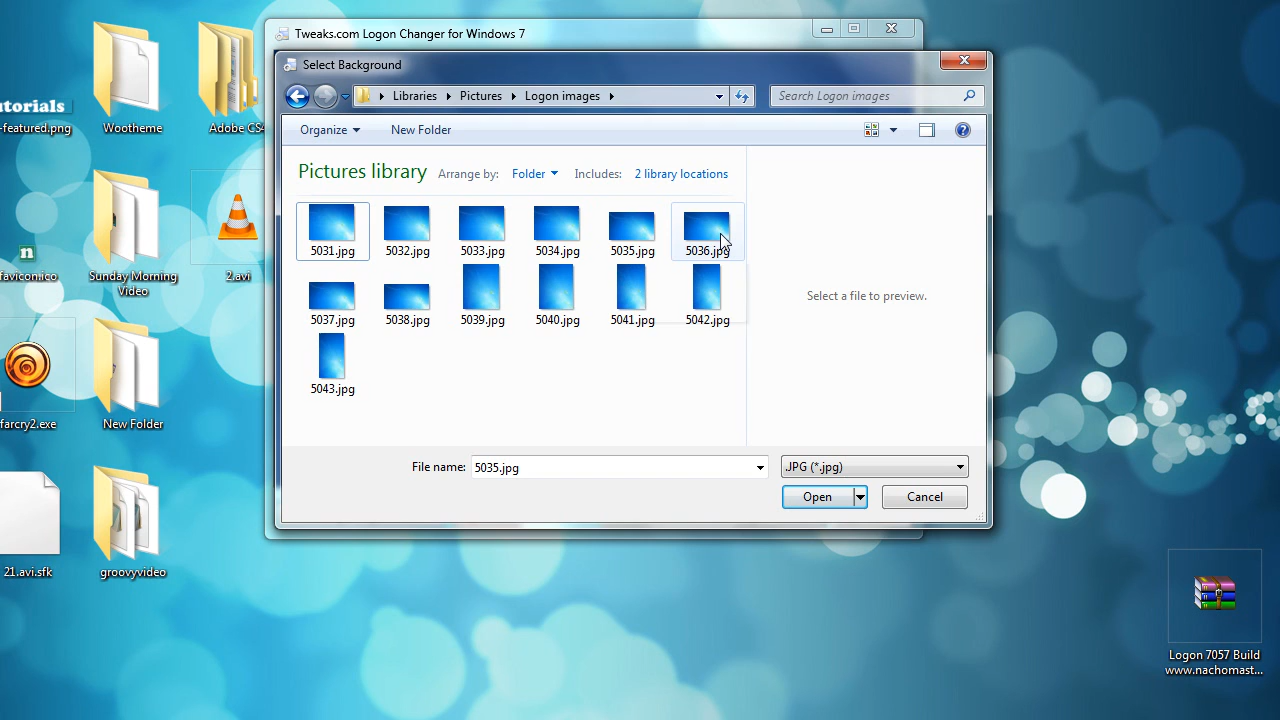 Tweaks.com Logon Changer for Windows 7
Select Background
Libraries Pictures Logon images
Search Logon images
Organize New Folder
Pictures library Arrange by: Folder Includes: 2 library locations
5031.jpg 5032.jpg 5033.jpg 5034.jpg 5035.jpg 5036.jpg
5037.jpg 5038.jpg 5039.jpg 5040.jpg 5041.jpg 5042.jpg
5043.jpg
Select a file to preview.
File name: 5035.jpg JPG (*.jpg)
Open Cancel
utorials
-featured.png
Wootheme
Adobe CS4
n
favicon.ico
Sunday Morning
Video
2.avi
farcry2.exe
New Folder
21.avi.sfk
groovyvideo
Logon 7057 Build
www.nachomast...